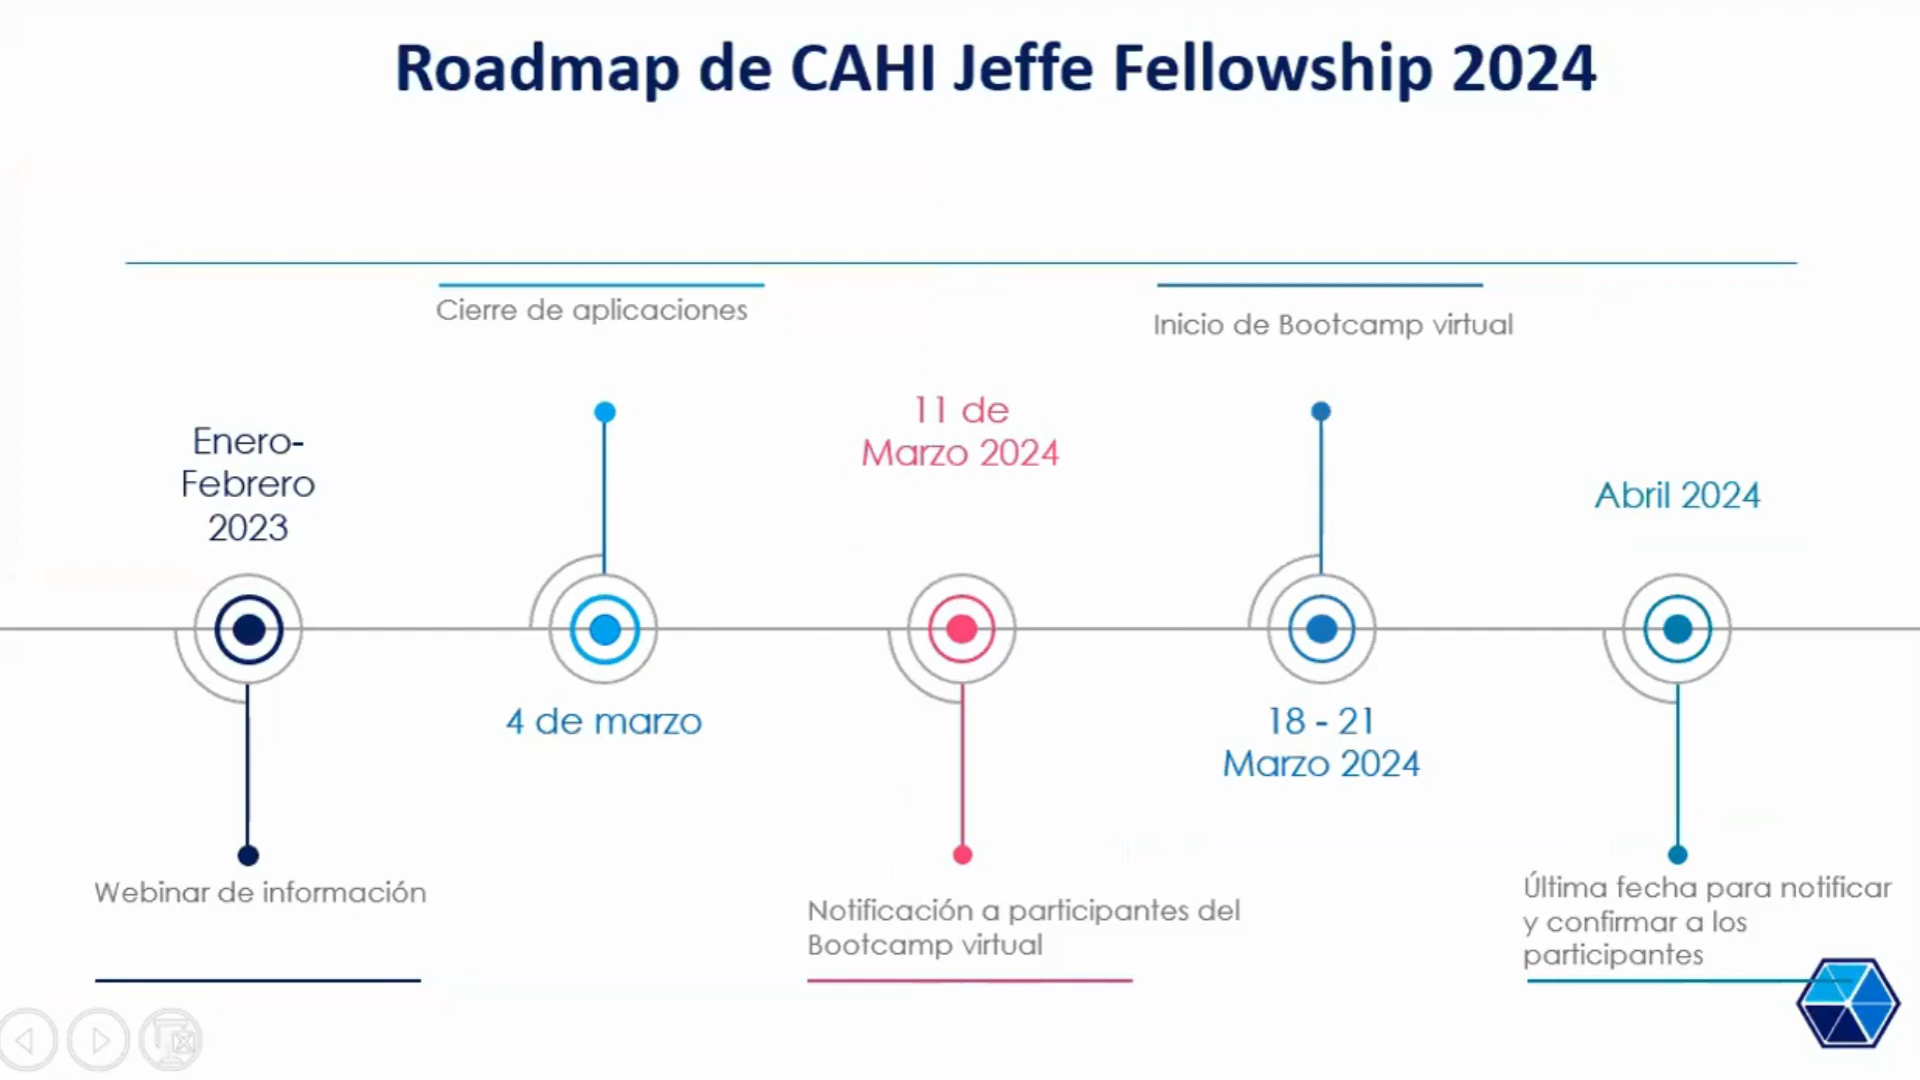 Roadmap de CAHI Jeffe Fellowship 2024
Enero-
Febrero
2023
Webinar de información
Cierre de aplicaciones
4 de marzo
11 de
Marzo 2024
Notificación a participantes del
Bootcamp virtual
Inicio de Bootcamp virtual
18 - 21
Marzo 2024
Abril 2024
Última fecha para notificar
y confirmar a los
participantes